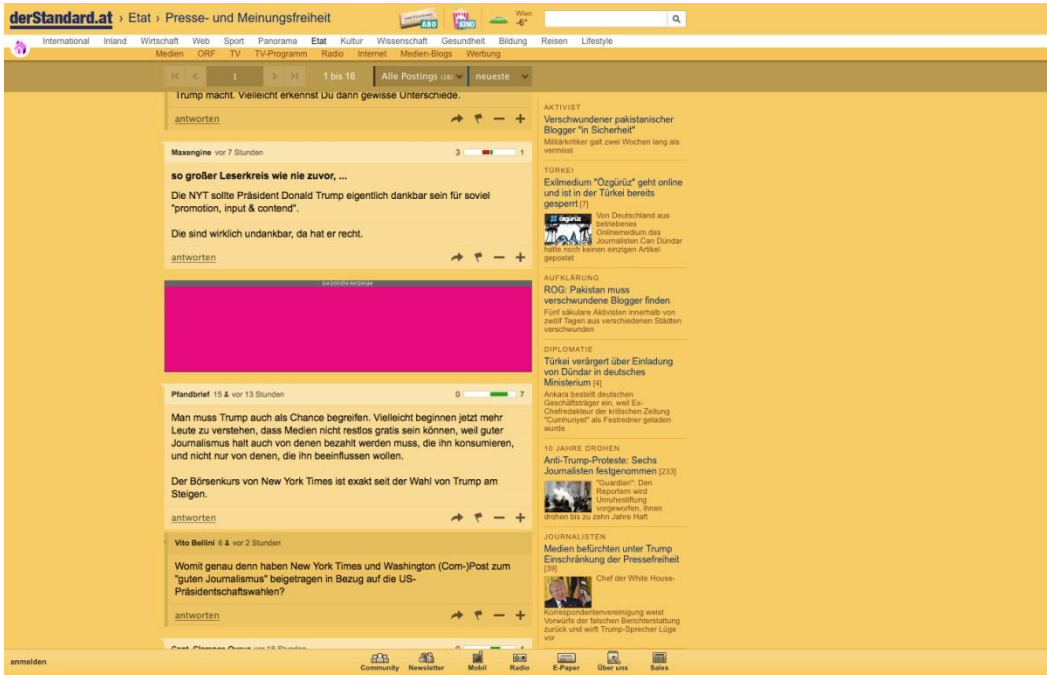 derStandard.at › Etat › Presse- und Meinungsfreiheit
ABO
KINO
Wien
-6°
International Inland Wirtschaft Web Sport Panorama Etat Kultur Wissenschaft Gesundheit Bildung Reisen Lifestyle
Medien ORF TV TV-Programm Radio Internet Medien-Blogs Werbung
1 1 bis 16 Alle Postings (16) neueste
Trump macht. Vielleicht erkennst Du dann gewisse Unterschiede.
antworten
Maxengine vor 7 Stunden 3 1
so großer Leserkreis wie nie zuvor, ...
Die NYT sollte Präsident Donald Trump eigentlich dankbar sein für soviel
"promotion, input & contend".
Die sind wirklich undankbar, da hat er recht.
antworten
bezahlte Anzeige
Pfandbrief 15 vor 13 Stunden 0 7
Man muss Trump auch als Chance begreifen. Vielleicht beginnen jetzt mehr
Leute zu verstehen, dass Medien nicht restlos gratis sein können, weil guter
Journalismus halt auch von denen bezahlt werden muss, die ihn konsumieren,
und nicht nur von denen, die ihn beeinflussen wollen.
Der Börsenkurs von New York Times ist exakt seit der Wahl von Trump am
Steigen.
antworten
Vito Bellini 6 vor 2 Stunden
Womit genau denn haben New York Times und Washington (Com-)Post zum
"guten Journalismus" beigetragen in Bezug auf die US-
Präsidentschaftswahlen?
antworten
AKTIVIST
Verschwundener pakistanischer
Blogger "in Sicherheit"
Militärkritiker galt zwei Wochen lang als
vermisst
TÜRKEI
Exilmedium "Özgürüz" geht online
und ist in der Türkei bereits
gesperrt [7]
özgürüz
Von Deutschland aus
betriebenes
Onlinemedium des
Journalisten Can Dündar
hatte noch keinen einzigen Artikel
gepostet
AUFKLÄRUNG
ROG: Pakistan muss
verschwundene Blogger finden
Fünf säkulare Aktivisten innerhalb von
zwölf Tagen aus verschiedenen Städten
verschwunden
DIPLOMATIE
Türkei verärgert über Einladung
von Dündar in deutsches
Ministerium [4]
Ankara bestellt deutschen
Geschäftsträger ein, weil Ex-
Chefredakteur der kritischen Zeitung
"Cumhuriyet" als Festredner geladen
wurde
10 JAHRE DROHEN
Anti-Trump-Proteste: Sechs
Journalisten festgenommen [233]
"Guardian": Den
Reportern wird
Unruhestiftung
vorgeworfen, ihnen
drohen bis zu zehn Jahre Haft
JOURNALISTEN
Medien befürchten unter Trump
Einschränkung der Pressefreiheit
[39]
Chef der White House-
Korrespondentenvereinigung weist
Vorwürfe der falschen Berichterstattung
zurück und wirft Trump-Sprecher Lüge
vor
anmelden Community Newsletter Mobil Radio E-Paper Über uns Sales